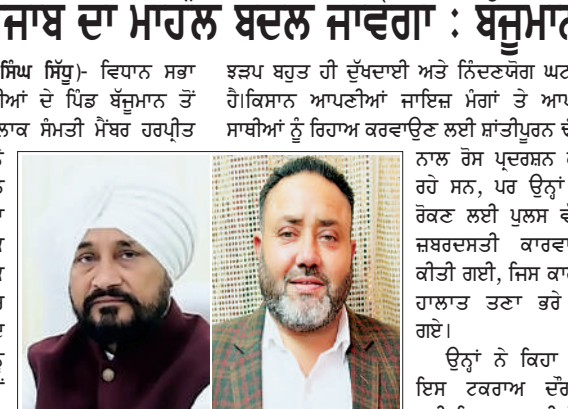 ਜਾਬ ਦਾ ਮਾਹੌਲ ਬਦਲ ਜਾਵੇਗਾ : ਬੱਜੂਮਾਨ
ਸਿੰਘ ਸਿੱਧੂ)- ਵਿਧਾਨ ਸਭਾ
ਆਂ ਦੇ ਪਿੰਡ ਬੱਜੂਮਾਨ ਤੋਂ
ਲਾਕ ਸੰਮਤੀ ਮੈਂਬਰ ਹਰਪ੍ਰੀਤ
ਝੜਪ ਬਹੁਤ ਹੀ ਦੁੱਖਦਾਈ ਅਤੇ ਨਿੰਦਣਯੋਗ ਘਟ
ਹੈ।ਕਿਸਾਨ ਆਪਣੀਆਂ ਜਾਇਜ਼ ਮੰਗਾਂ ਤੇ ਆਪ
ਸਾਥੀਆਂ ਨੂੰ ਰਿਹਾਅ ਕਰਵਾਉਣ ਲਈ ਸ਼ਾਂਤੀਪੂਰਨ
ਨਾਲ ਰੋਸ ਪ੍ਰਦਰਸ਼ਨ
ਰਹੇ ਸਨ, ਪਰ ਉਨ੍ਹਾਂ
ਰੋਕਣ ਲਈ ਪੁਲਸ
ਜ਼ਬਰਦਸਤੀ ਕਾਰਵਾ
ਕੀਤੀ ਗਈ, ਜਿਸ ਕਾ
ਹਾਲਾਤ ਤਣਾ ਭਰੇ
ਗਏ।
ਉਨ੍ਹਾਂ ਨੇ ਕਿਹਾ
ਇਸ ਟਕਰਾਅ ਦੌਰ